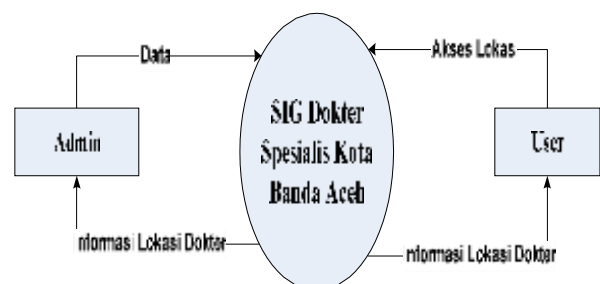 Data
Akses Lokas
SIG Dokter
Spesialis Kota
Banda Aceh
Admin
User
nformasi Lokasi Dokter
nformasi Lokasi Dokter